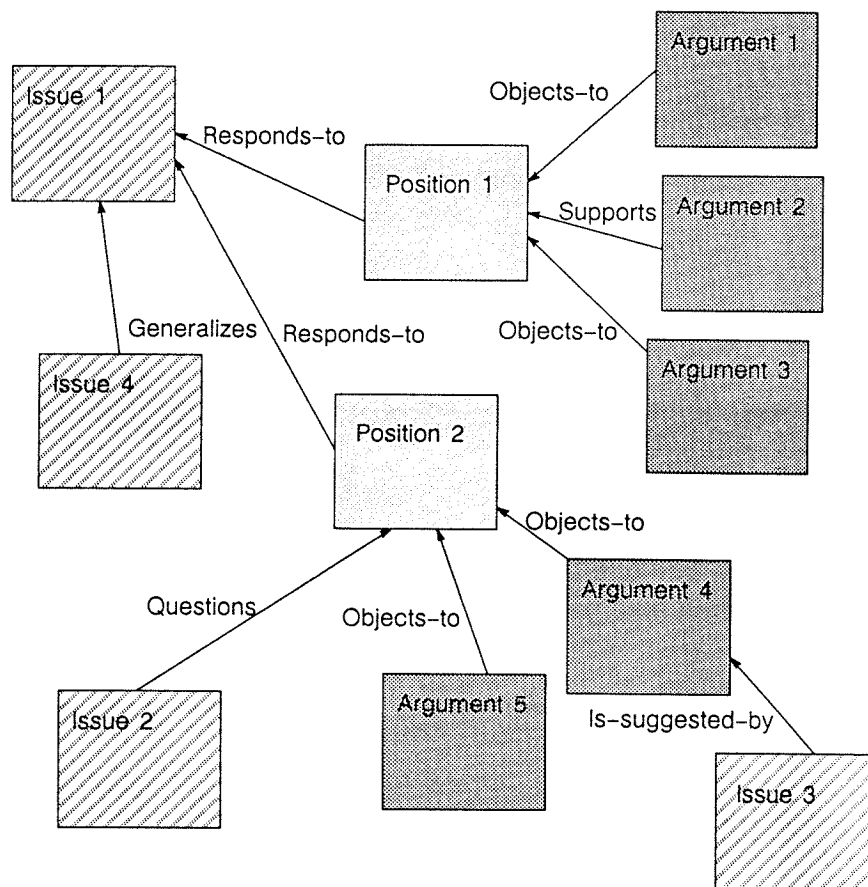 Argument 1
Issue 1
Objects-to
Responds-to
Position 1
Supports
Argument 2
Generalizes
Responds-to
Objects-to
Argument 3
Issue 4
Position 2
Objects-to
Questions
Argument 4
Objects-to
Issue 2
Argument 5
Is-suggested-by
Issue 3